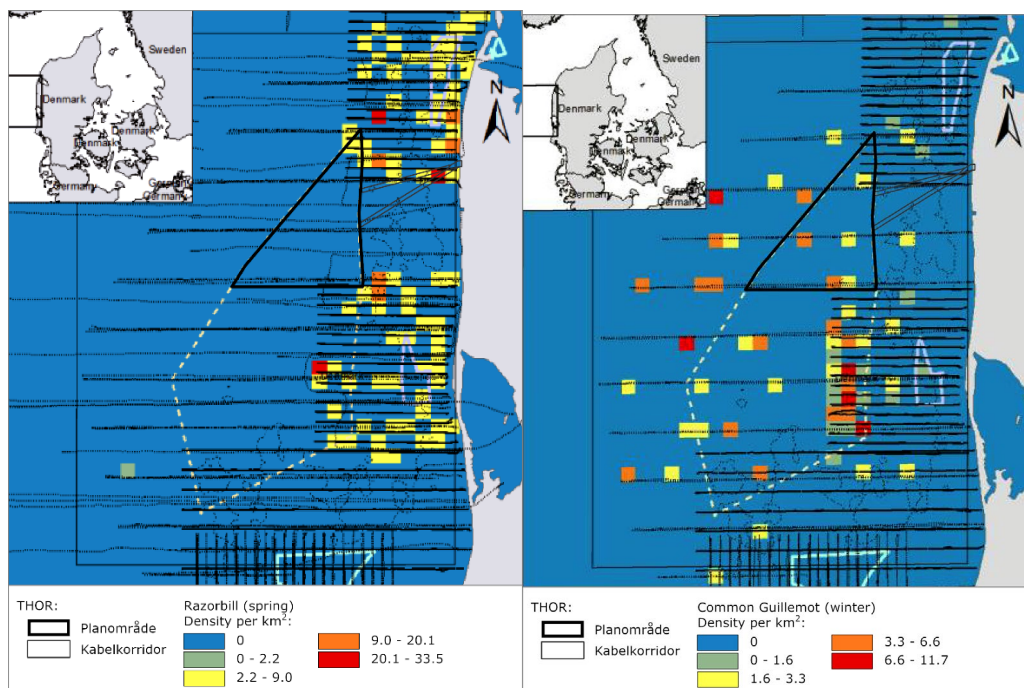 Sweden
Denmark
Denmark
Denmark
Germany
Germany
N
THOR:
Planområde
Kabelkorridor
Razorbill (spring)
Density per km²:
0
0 - 2.2
2.2 - 9.0
9.0 - 20.1
20.1 - 33.5
Sweden
Denmark
Denmark
Denmark
Germany
Germany
N
THOR:
Planområde
Kabelkorridor
Common Guillemot (winter)
Density per km²:
0
0 - 1.6
1.6 - 3.3
3.3 - 6.6
6.6 - 11.7